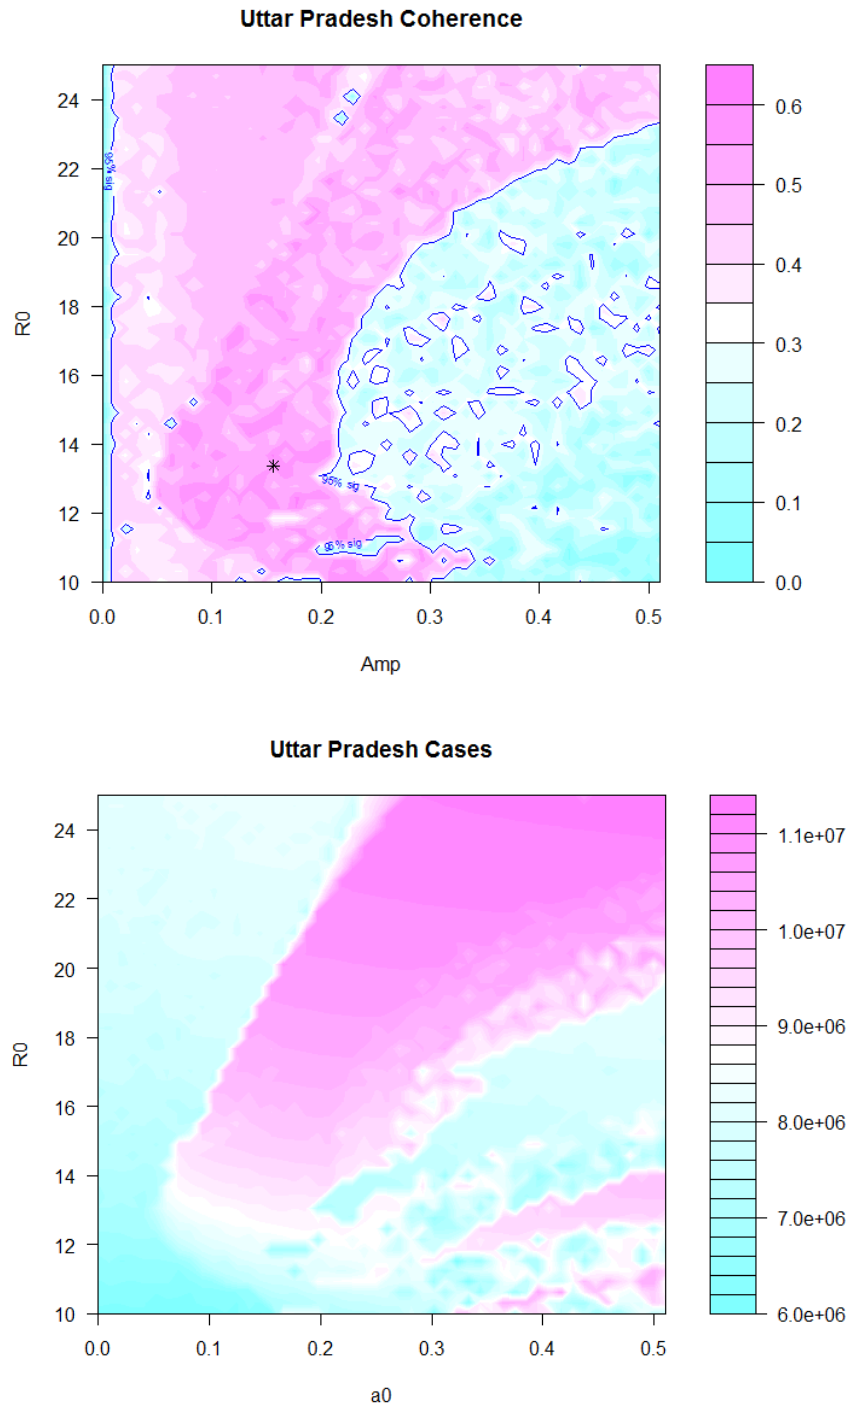 Uttar Pradesh Coherence
R0
24
22
20
18
16
14
12
10
95% sig
95% sig
95% sig
0.0 0.1 0.2 0.3 0.4 0.5
Amp
0.6
0.5
0.4
0.3
0.2
0.1
0.0
Uttar Pradesh Cases
R0
24
22
20
18
16
14
12
10
0.0 0.1 0.2 0.3 0.4 0.5
a0
1.1e+07
1.0e+07
9.0e+06
8.0e+06
7.0e+06
6.0e+06